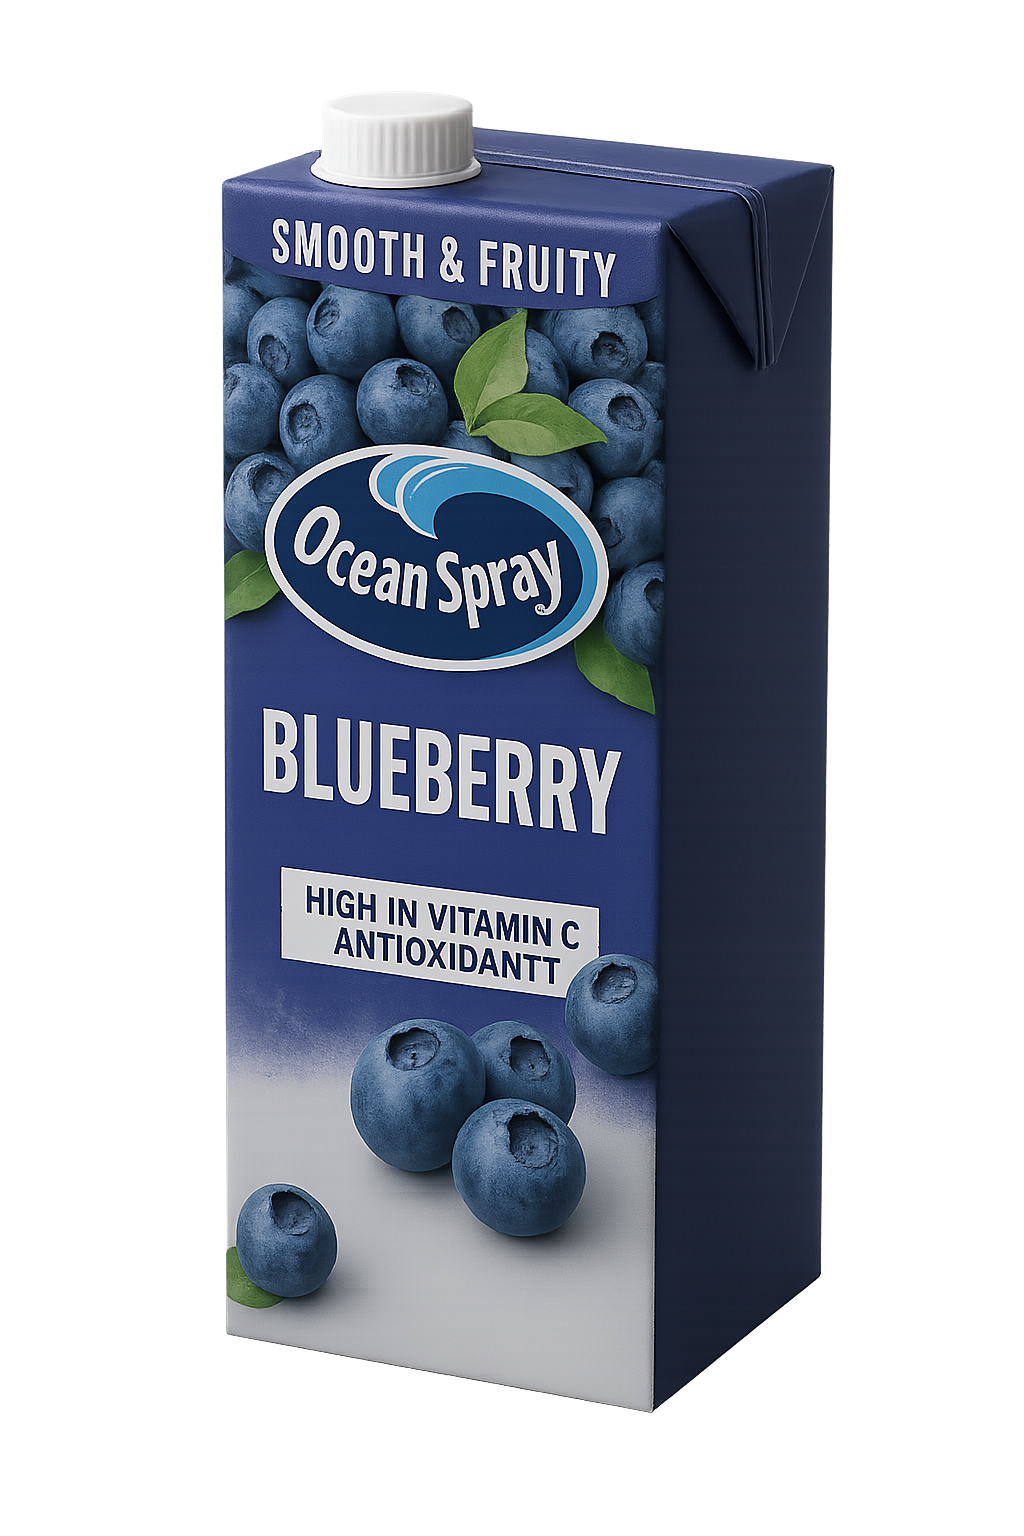 SMOOTH & FRUITY
Ocean Spray
BLUEBERRY
HIGH IN VITAMIN C
ANTIOXIDANTT